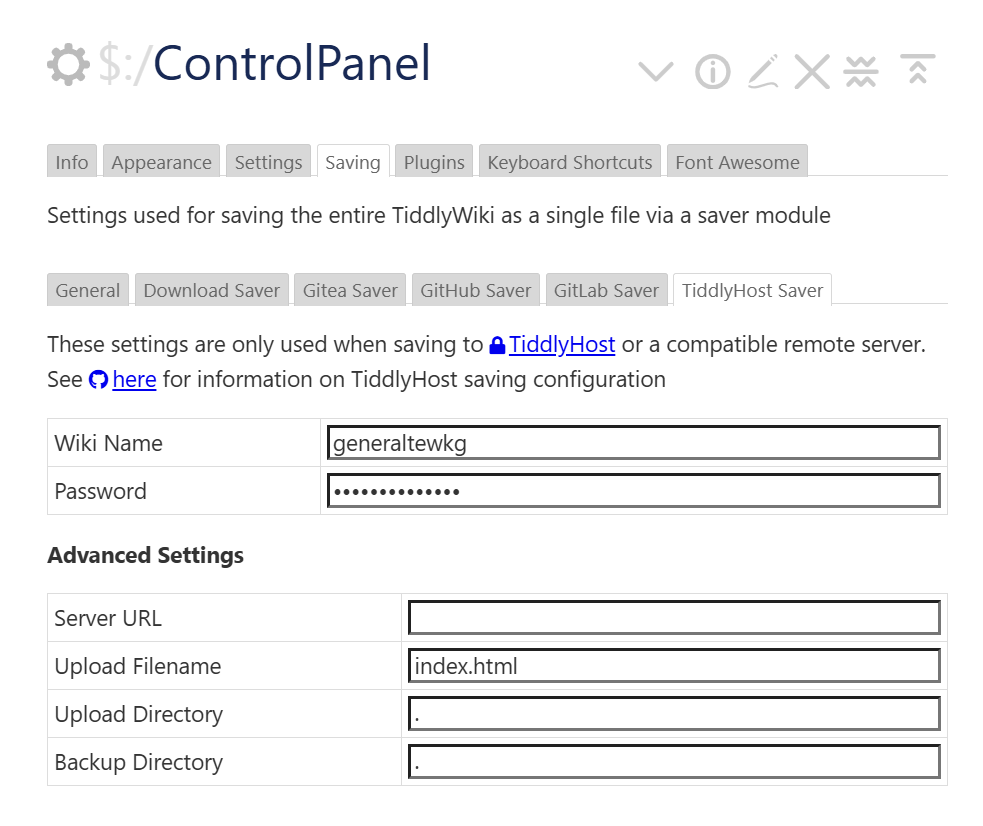 $:/ControlPanel
Info Appearance Settings Saving Plugins Keyboard Shortcuts Font Awesome
Settings used for saving the entire TiddlyWiki as a single file via a saver module
General Download Saver Gitea Saver GitHub Saver GitLab Saver TiddlyHost Saver
These settings are only used when saving to TiddlyHost or a compatible remote server.
See here for information on TiddlyHost saving configuration
Wiki Name generaltewkg
Password ••••••••••••••
Advanced Settings
Server URL
Upload Filename index.html
Upload Directory .
Backup Directory .